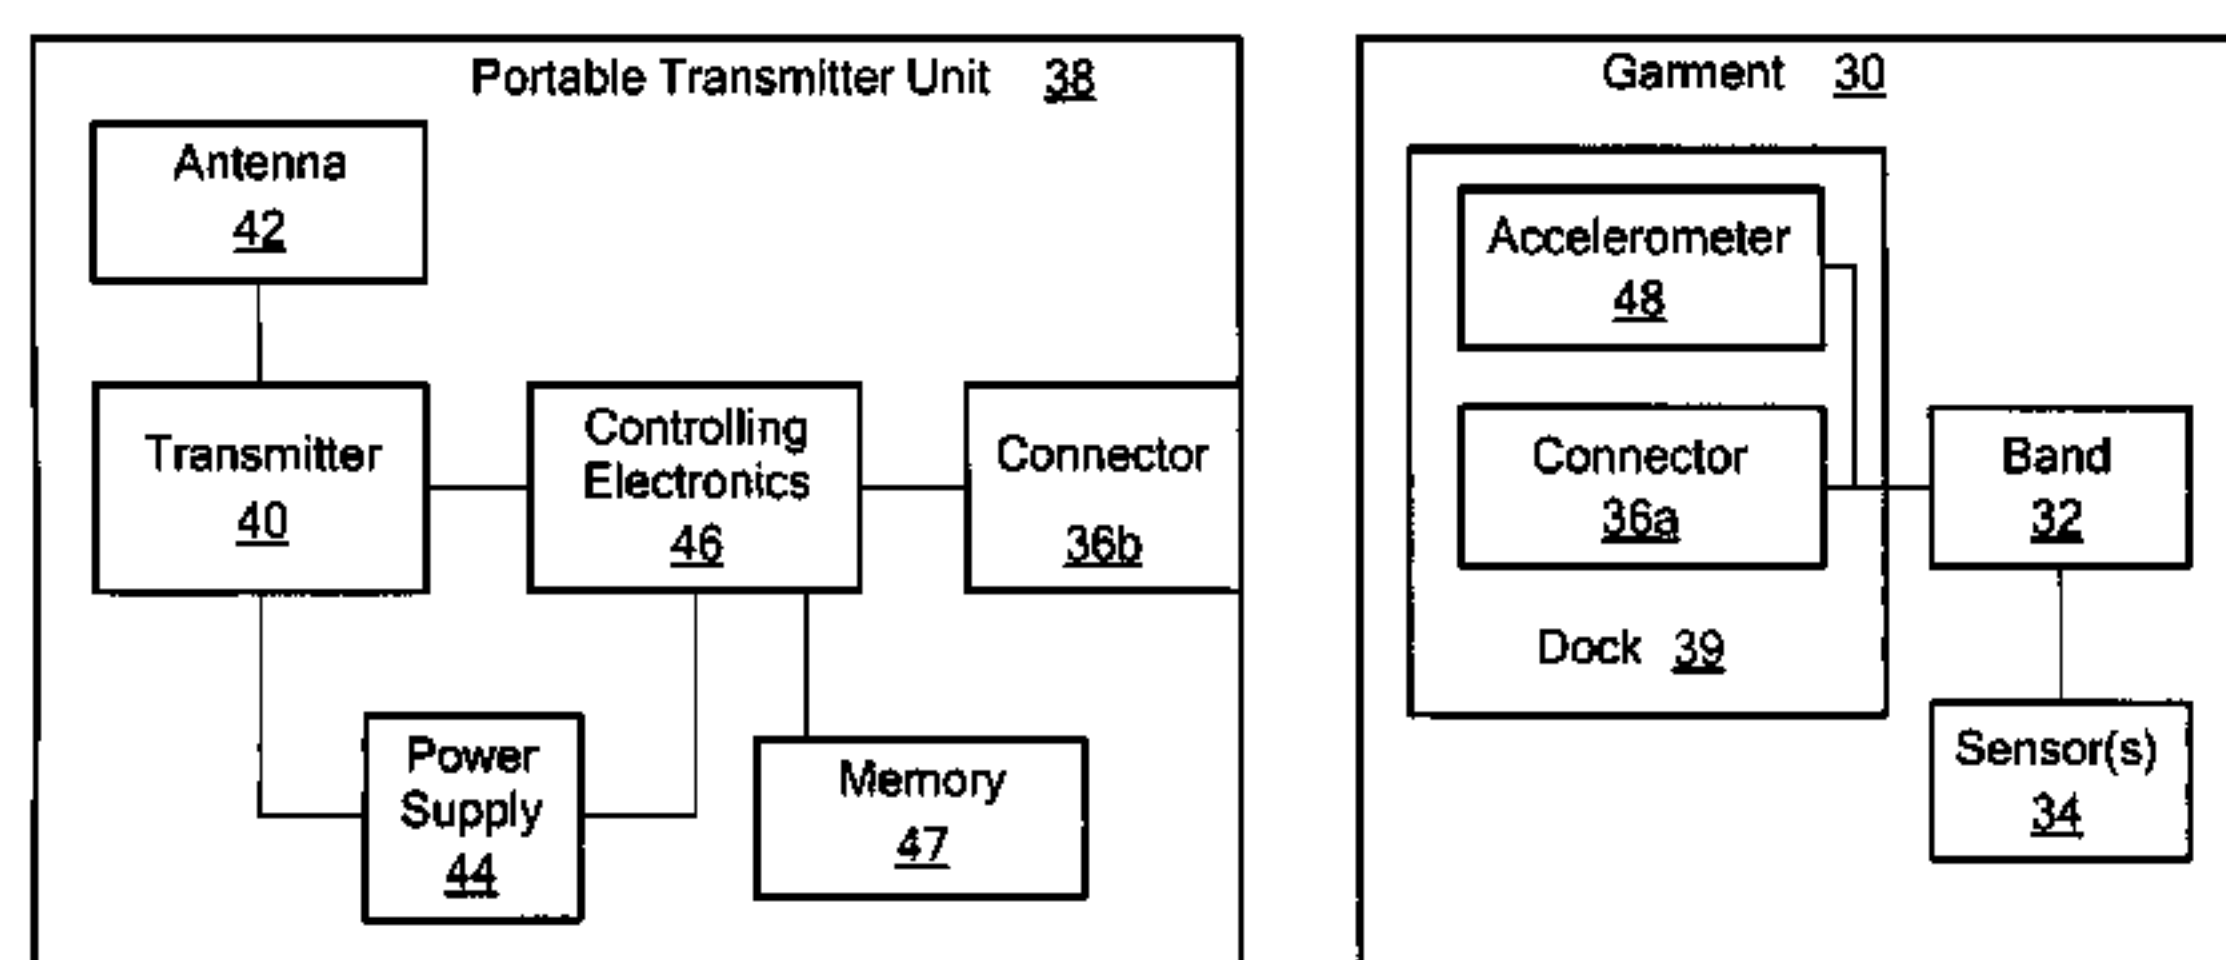 Portable Transmitter Unit 38
Antenna
42
Transmitter
40
Controlling
Electronics
46
Connector
36b
Power
Supply
44
Memory
47
Garment 30
Accelerometer
48
Connector
36a
Dock 39
Band
32
Sensor(s)
34